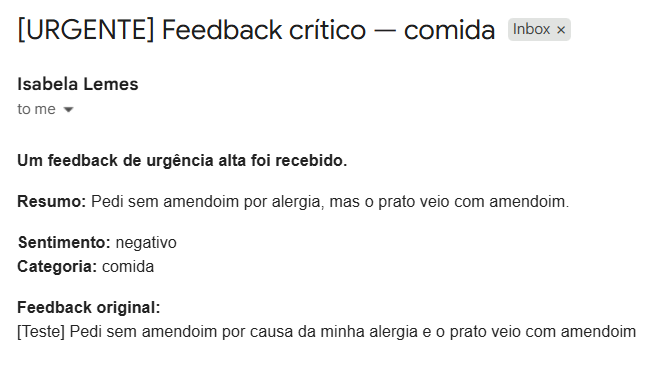 [URGENTE] Feedback crítico — comida Inbox ×
Isabela Lemes
to me
Um feedback de urgência alta foi recebido.
Resumo: Pedi sem amendoim por alergia, mas o prato veio com amendoim.
Sentimento: negativo
Categoria: comida
Feedback original:
[Teste] Pedi sem amendoim por causa da minha alergia e o prato veio com amendoim